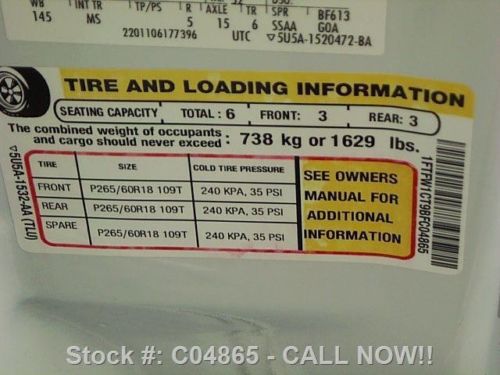 WB INT TR TP/PS R AXLE TR SPR BF613
145 MS 5 15 6 SSAA GOA
2201106177396 UTC ▽5U5A-1520472-BA
TIRE AND LOADING INFORMATION
SEATING CAPACITY TOTAL : 6 FRONT: 3 REAR: 3
The combined weight of occupants
and cargo should never exceed : 738 kg or 1629 lbs.
TIRE SIZE COLD TIRE PRESSURE
FRONT P265/60R18 109T 240 KPA, 35 PSI
REAR P265/60R18 109T 240 KPA, 35 PSI
SPARE P265/60R18 109T 240 KPA, 35 PSI
SEE OWNERS
MANUAL FOR
ADDITIONAL
INFORMATION
▽5U5A-1532-AA (TLU)
1FTFW1CT9BFC04865
Stock #: C04865 - CALL NOW!!